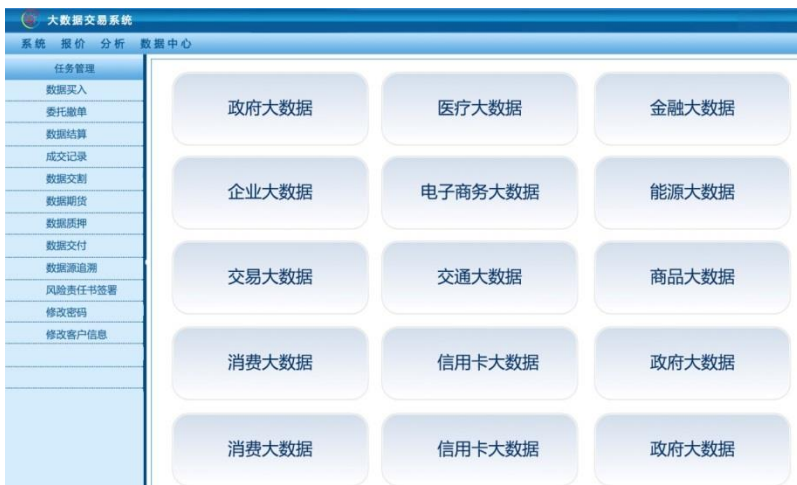 大数据交易系统
系统 报价 分析 数据中心
任务管理
数据买入
委托撤单
数据结算
成交记录
数据交割
数据期货
数据质押
数据交付
数据源追溯
风险责任书签署
修改密码
修改客户信息
政府大数据 医疗大数据 金融大数据
企业大数据 电子商务大数据 能源大数据
交易大数据 交通大数据 商品大数据
消费大数据 信用卡大数据 政府大数据
消费大数据 信用卡大数据 政府大数据